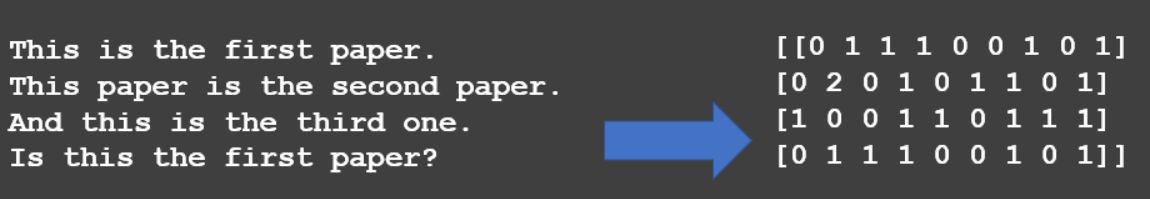 This is the first paper.
This paper is the second paper.
And this is the third one.
Is this the first paper?
[[0 1 1 1 0 0 1 0 1]
[0 2 0 1 0 1 1 0 1]
[1 0 0 1 1 0 1 1 1]
[0 1 1 1 0 0 1 0 1]]